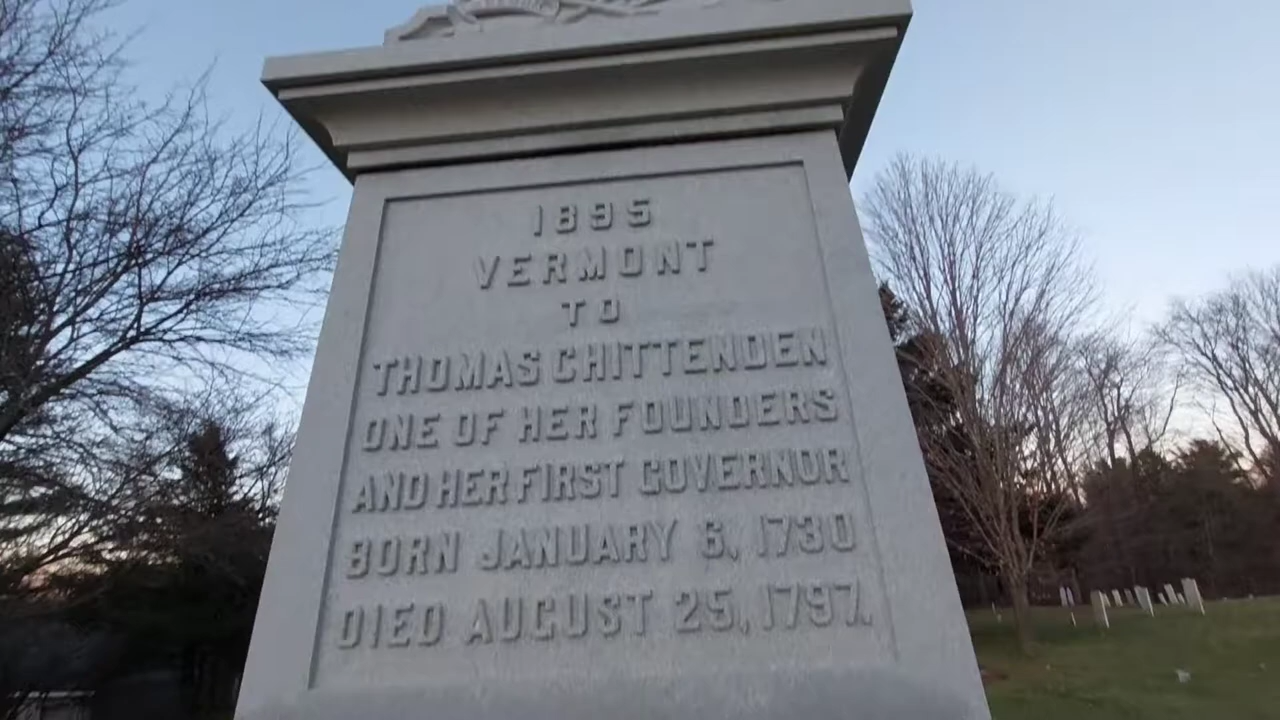 1895
VERMONT
TO
THOMAS CHITTENDEN
ONE OF HER FOUNDERS
AND HER FIRST GOVERNOR
BORN JANUARY 6, 1730
DIED AUGUST 25, 1797.